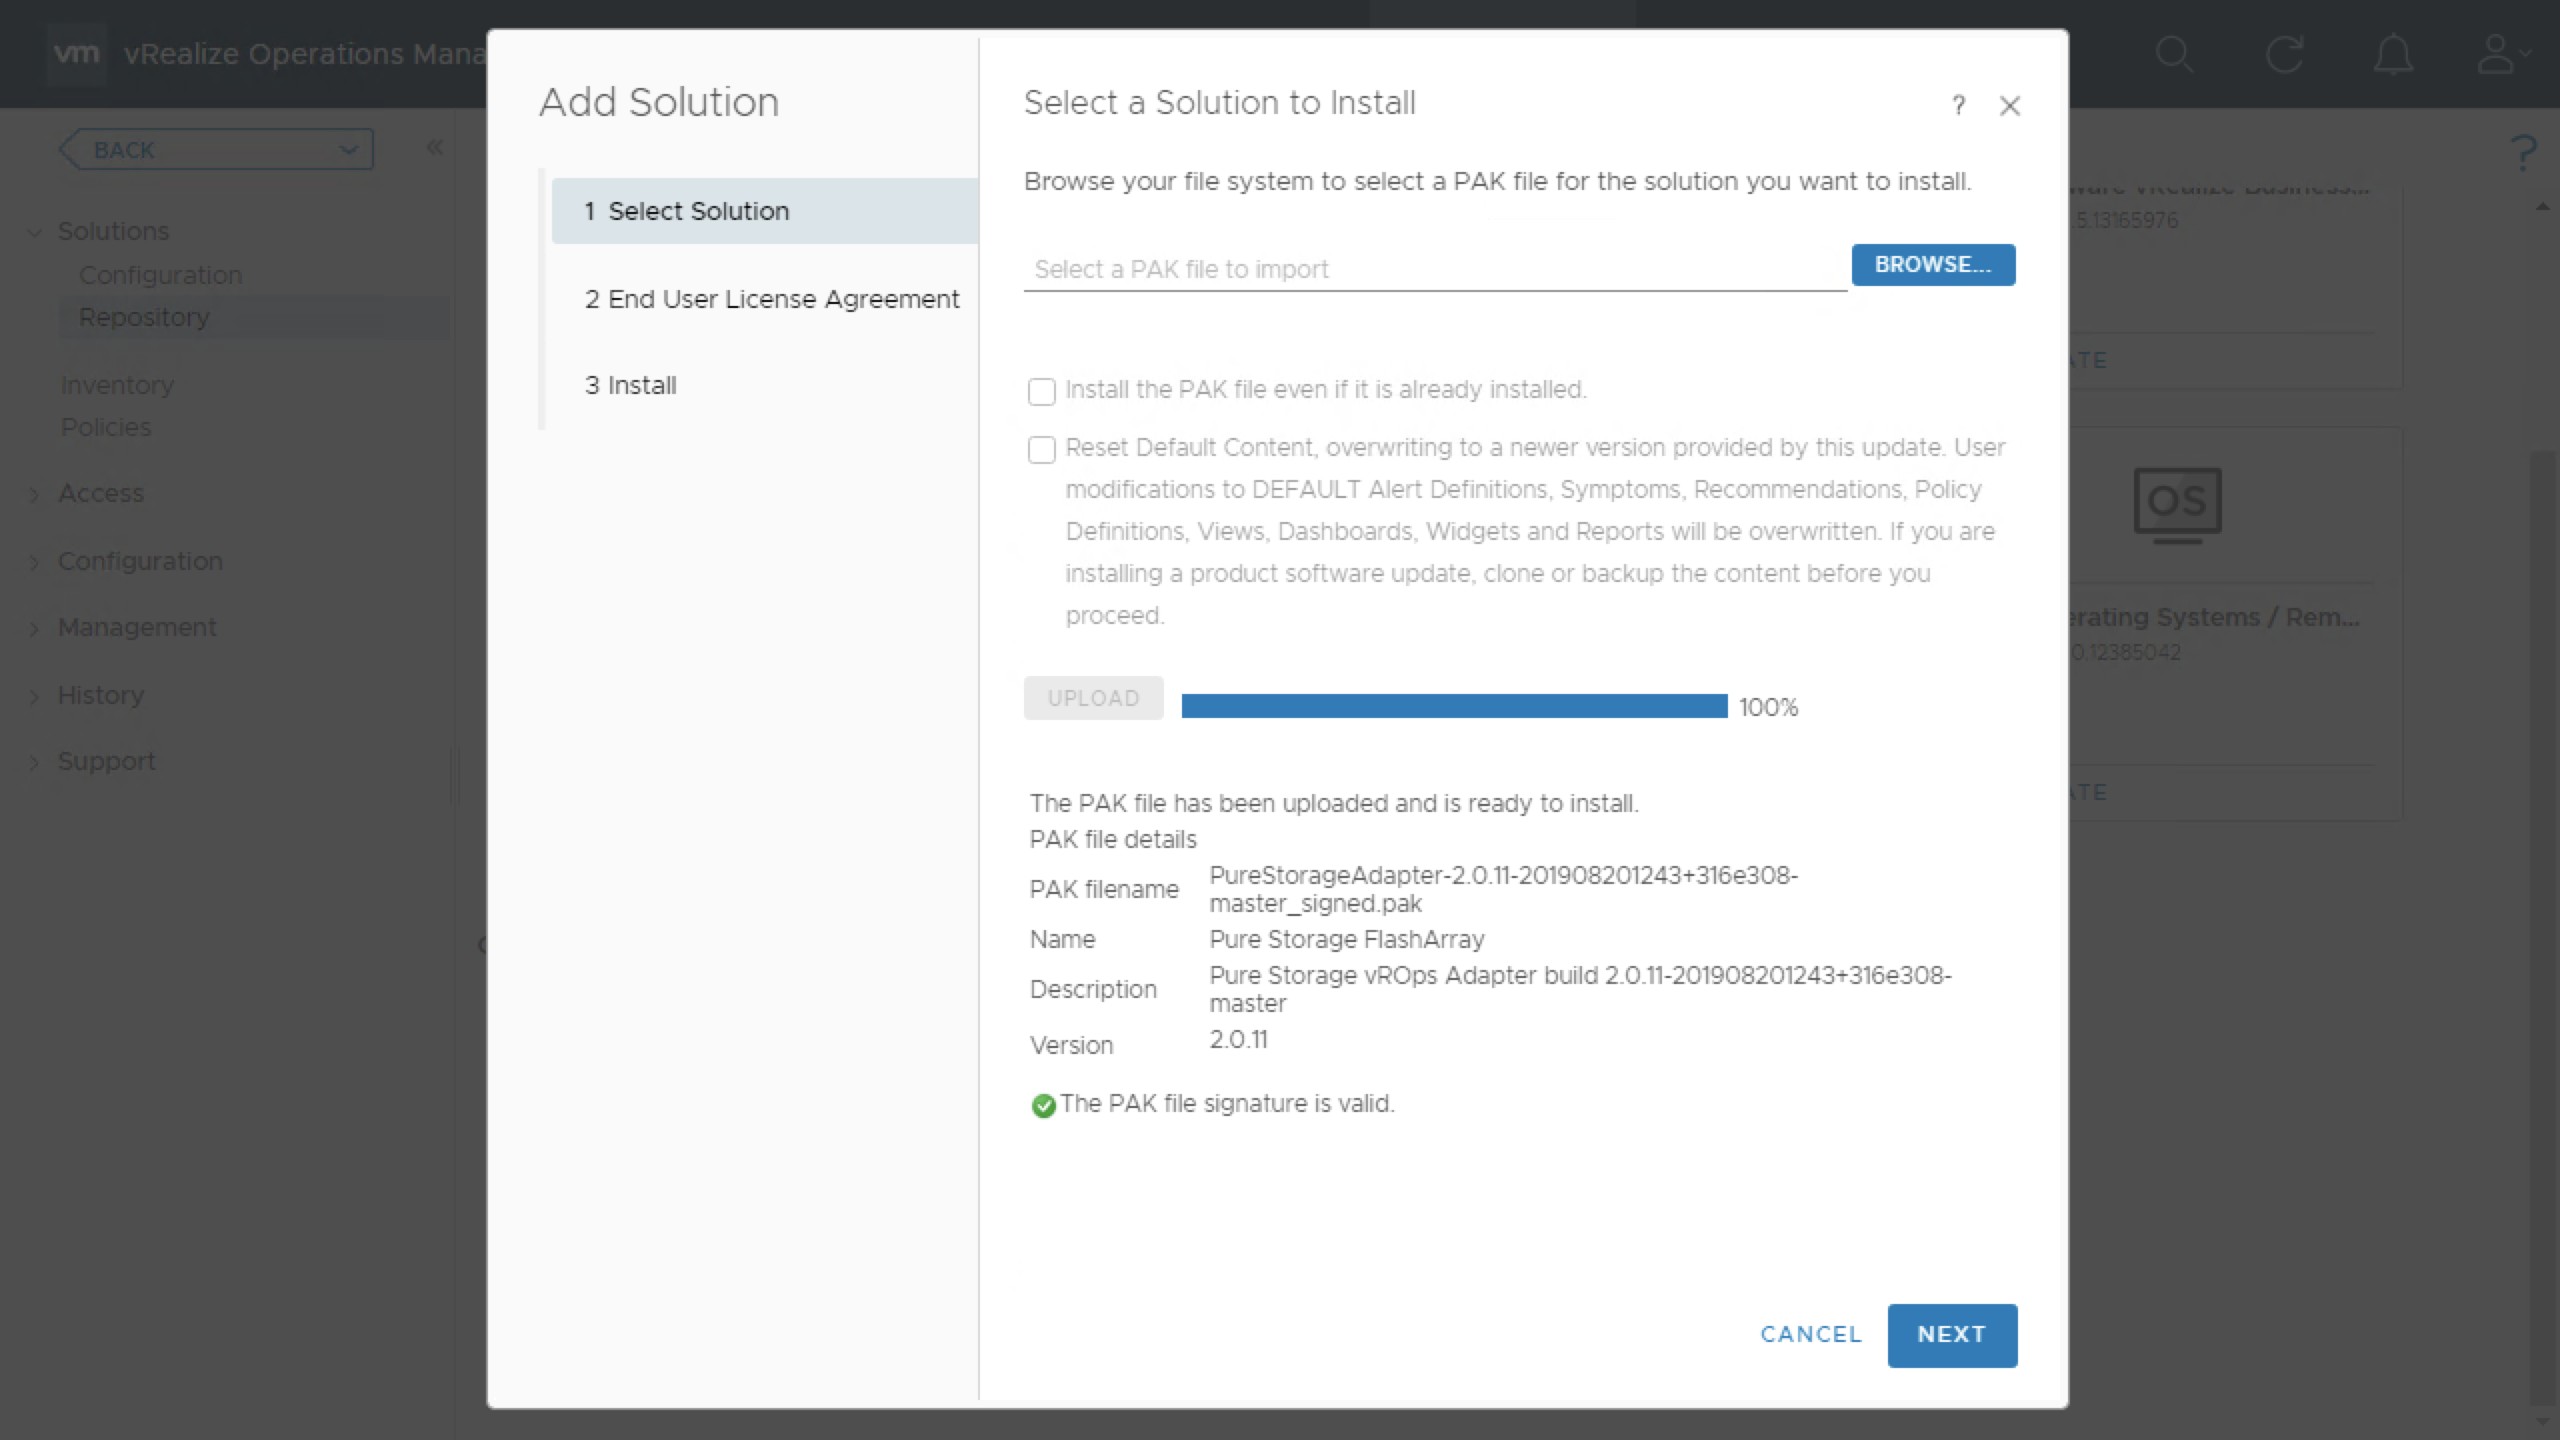 vm vRealize Operations Mana
BACK
Solutions
Configuration
Repository
Inventory
Policies
Access
Configuration
Management
History
Support
Add Solution
1 Select Solution
2 End User License Agreement
3 Install
Select a Solution to Install
?
Browse your file system to select a PAK file for the solution you want to install.
Select a PAK file to import
BROWSE...
Install the PAK file even if it is already installed.
Reset Default Content, overwriting to a newer version provided by this update. User
modifications to DEFAULT Alert Definitions, Symptoms, Recommendations, Policy
Definitions, Views, Dashboards, Widgets and Reports will be overwritten. If you are
installing a product software update, clone or backup the content before you
proceed.
UPLOAD 100%
The PAK file has been uploaded and is ready to install.
PAK file details
PAK filename PureStorageAdapter-2.0.11-201908201243+316e308-
master_signed.pak
Name Pure Storage FlashArray
Description Pure Storage vROps Adapter build 2.0.11-201908201243+316e308-
master
Version 2.0.11
The PAK file signature is valid.
CANCEL
NEXT
?
ware vRealize Business...
.5.13165976
ATE
OS
erating Systems / Rem...
0.12385042
ATE